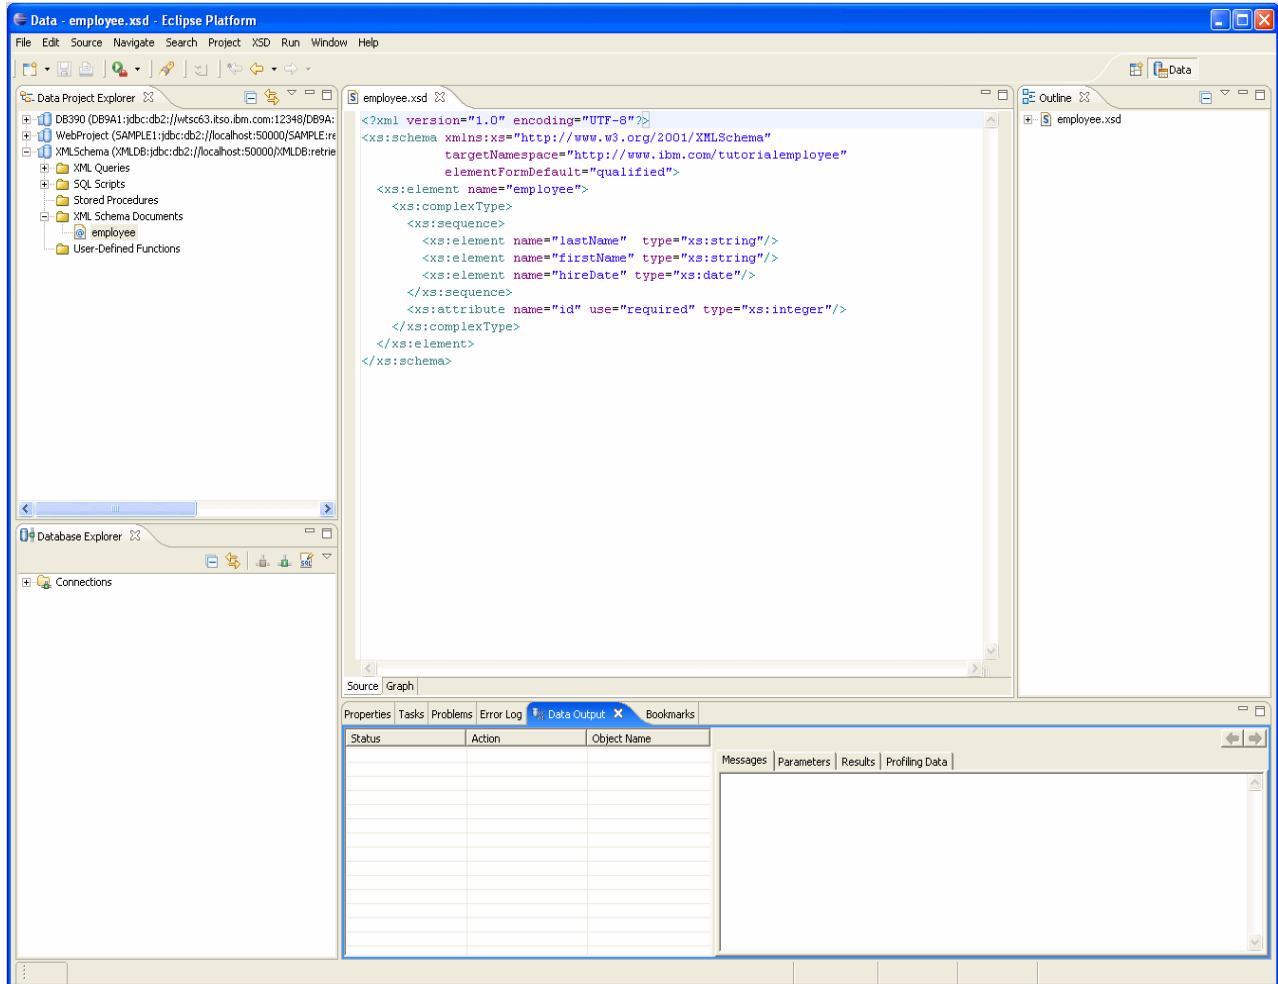 Data - employee.xsd - Eclipse Platform
File Edit Source Navigate Search Project XSD Run Window Help
Data
Data Project Explorer
DB390 (DB9A1:jdbc:db2://wtsc63.itso.ibm.com:12348/DB9A:
WebProject (SAMPLE1:jdbc:db2://localhost:50000/SAMPLE:re
XMLSchema (XMLDB:jdbc:db2://localhost:50000/XMLDB:retrie
XML Queries
SQL Scripts
Stored Procedures
XML Schema Documents
employee
User-Defined Functions
Database Explorer
SQL
Connections
employee.xsd
<?xml version="1.0" encoding="UTF-8"?>
<xs:schema xmlns:xs="http://www.w3.org/2001/XMLSchema"
targetNamespace="http://www.ibm.com/tutorialemployee"
elementFormDefault="qualified">
<xs:element name="employee">
<xs:complexType>
<xs:sequence>
<xs:element name="lastName" type="xs:string"/>
<xs:element name="firstName" type="xs:string"/>
<xs:element name="hireDate" type="xs:date"/>
</xs:sequence>
<xs:attribute name="id" use="required" type="xs:integer"/>
</xs:complexType>
</xs:element>
</xs:schema>
Source Graph
Outline
employee.xsd
Properties Tasks Problems Error Log Data Output Bookmarks
Status Action Object Name
Messages Parameters Results Profiling Data